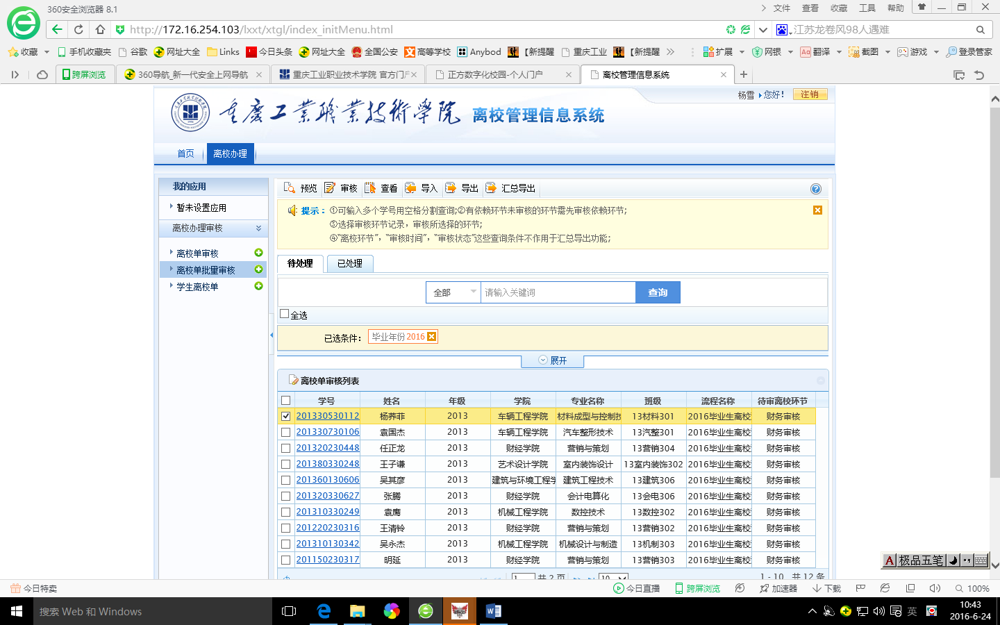 360安全浏览器 8.1
文件 查看 收藏 工具 帮助
http://172.16.254.103/lxxt/xtgl/index_initMenu.html
江苏龙卷风98人遇难
收藏 手机收藏夹 谷歌 网址大全 Links 今日头条 网址大全 全国公安 高等学校 Anybod 【新提醒 重庆工业 【新提醒 扩展 网银 翻译 截图 游戏 登录管家
跨屏浏览 360导航_新一代安全上网导航 重庆工业职业技术学院 官方门户 正方数字化校园-个人门户 离校管理信息系统
杨雪 您好! 注销
重庆工业職業技術学院 离校管理信息系统
首页 离校办理
我的应用
暂未设置应用
离校办理审核
离校单审核
离校单批量审核
学生离校单
预览 审核 查看 导入 导出 汇总导出
提示: ①可输入多个学号用空格分割查询;②有依赖环节未审核的环节需先审核依赖环节;
③选择审核环节记录，审核所选择的环节;
④“离校环节”，“审核时间”，“审核状态”这些查询条件不作用于汇总导出功能;
待处理 已处理
全部 请输入关键词 查询
全选
已选条件: 毕业年份 2016
展开
离校单审核列表
学号 姓名 年级 学院 专业名称 班级 流程名称 待审离校环节
201330530112 杨荞菲 2013 车辆工程学院 材料成型与控制技 13材料301 2016毕业生离校 财务审核
201330730106 袁国杰 2013 车辆工程学院 汽车整形技术 13汽整301 2016毕业生离校 财务审核
201320230448 任正龙 2013 财经学院 营销与策划 13营销304 2016毕业生离校 财务审核
201380330248 王子谦 2013 艺术设计学院 室内装饰设计 13室内装饰302 2016毕业生离校 财务审核
201360130606 吴其彦 2013 建筑与环境工程学 建筑工程技术 13建筑306 2016毕业生离校 财务审核
201320330627 张腾 2013 财经学院 会计电算化 13会电306 2016毕业生离校 财务审核
201310330249 袁鹰 2013 机械工程学院 数控技术 13数控302 2016毕业生离校 财务审核
201220230316 王清铃 2013 财经学院 营销与策划 13营销302 2016毕业生离校 财务审核
201310130342 吴永杰 2013 机械工程学院 机械设计与制造 13机制303 2016毕业生离校 财务审核
201150230317 明延 2013 财经学院 营销与策划 13营销303 2016毕业生离校 财务审核
1 共 2 页 10 1 - 10 共 12 条
A 极品五笔
今日特卖 今日直播 跨屏浏览 加速器 下载 100%
搜索 Web 和 Windows
英
10:43
2016-6-24